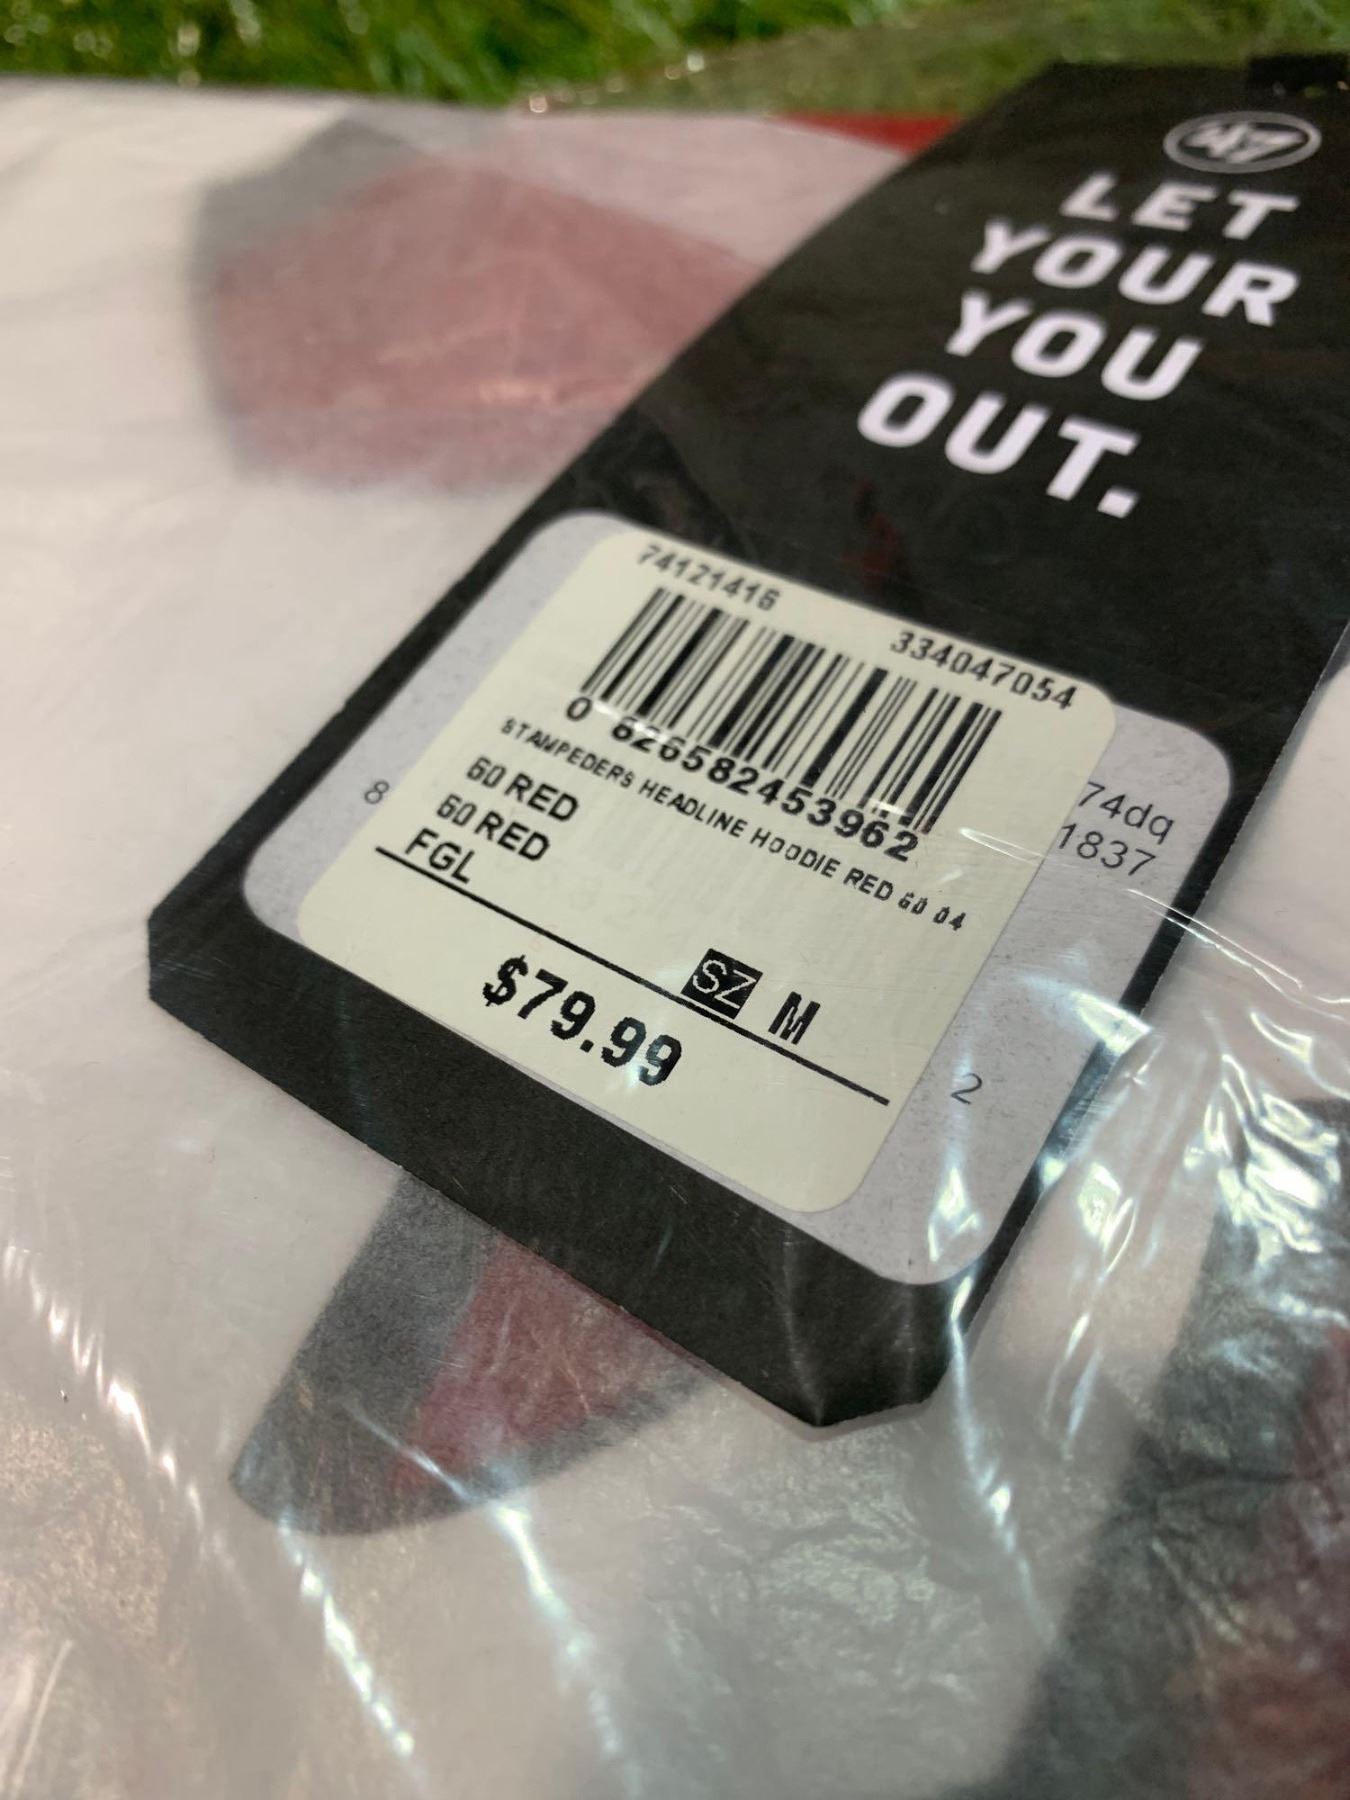 47
LET
YOUR
YOU
OUT.
74121416
334047054
0 626582453962
STAMPEDERS HEADLINE HOODIE RED 60 04
60 RED
60 RED
FGL
SZ M
$79.99
8
74dq
1837
2